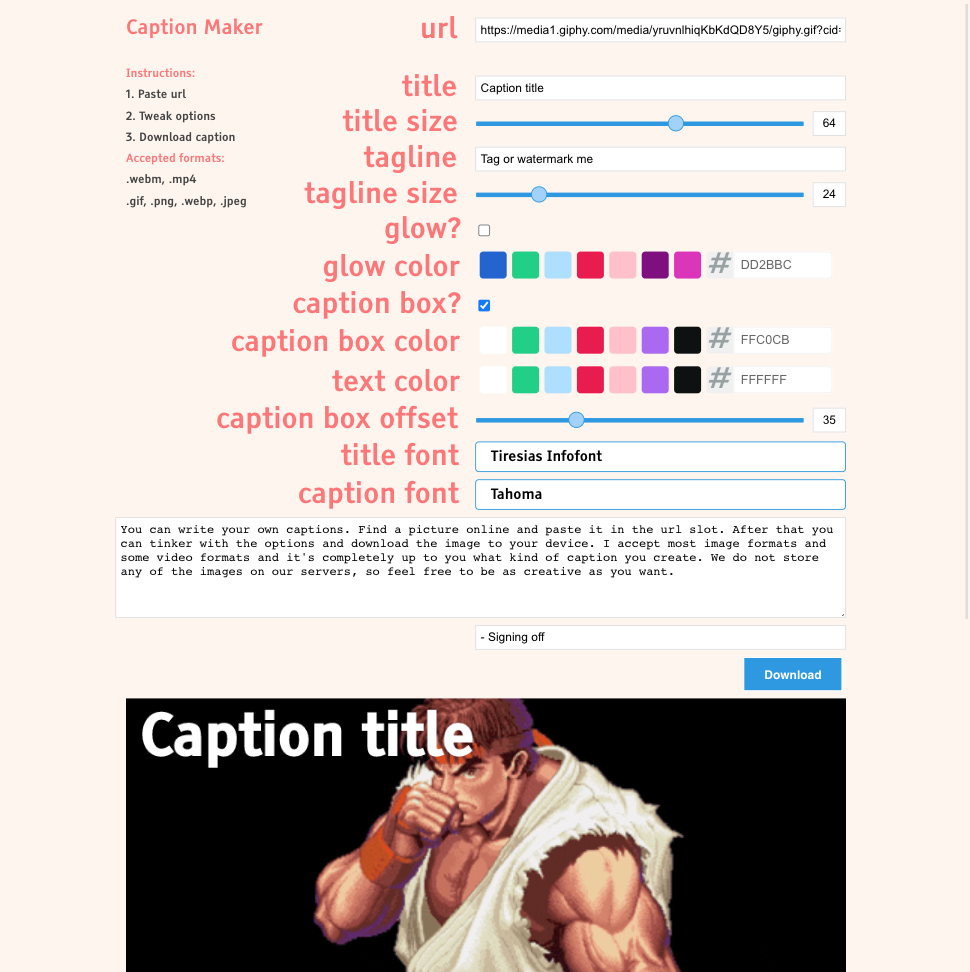 Caption Maker
url
https://media1.giphy.com/media/yruvnlhiqKbKdQD8Y5/giphy.gif?cid=
Instructions:
1. Paste url
2. Tweak options
3. Download caption
Accepted formats:
.webm, .mp4
.gif, .png, .webp, .jpeg
title
Caption title
title size
64
tagline
Tag or watermark me
tagline size
24
glow?
glow color
# DD2BBC
caption box?
caption box color
# FFC0CB
text color
# FFFFFF
caption box offset
35
title font
Tiresias Infofont
caption font
Tahoma
You can write your own captions. Find a picture online and paste it in the url slot. After that you
can tinker with the options and download the image to your device. I accept most image formats and
some video formats and it's completely up to you what kind of caption you create. We do not store
any of the images on our servers, so feel free to be as creative as you want.
- Signing off
Download
Caption title